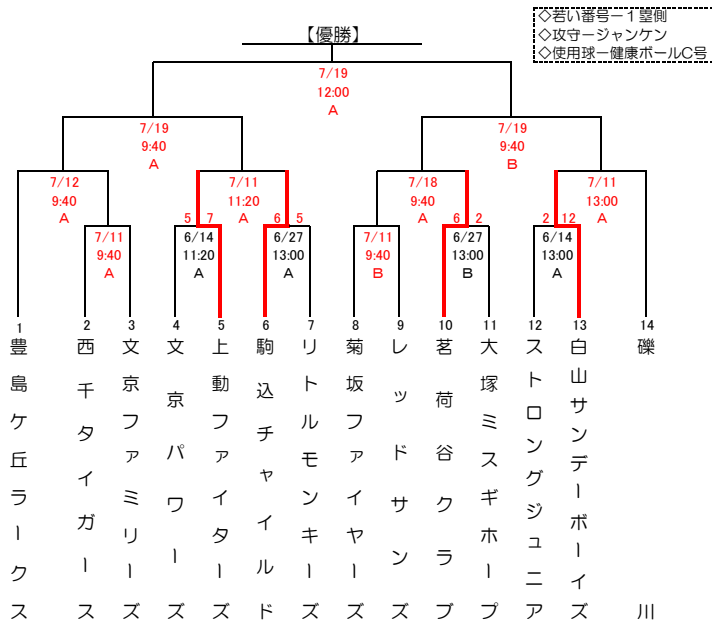 【優勝】
◇若い番号ー１塁側
◇攻守ージャンケン
◇使用球ー健康ボールC号
7/19
12:00
A
7/19
9:40
A
7/19
9:40
B
7/12
9:40
A
7/11
11:20
A
7/18
9:40
A
7/11
13:00
A
7/11
9:40
A
5 7
6/14
11:20
A
6 5
6/27
13:00
A
7/11
9:40
B
6 2
6/27
13:00
B
2 12
6/14
13:00
A
1
豊島ケ丘ラークス
2
西千タイガース
3
文京ファミリーズ
4
文京パワーズ
5
上動ファイターズ
6
駒込チャイルド
7
リトルモンキーズ
8
菊坂ファイヤーズ
9
レッドサンズ
10
茗荷谷クラブ
11
大塚ミスギホープ
12
ストロングジュニア
13
白山サンデーボーイズ
14
礫川